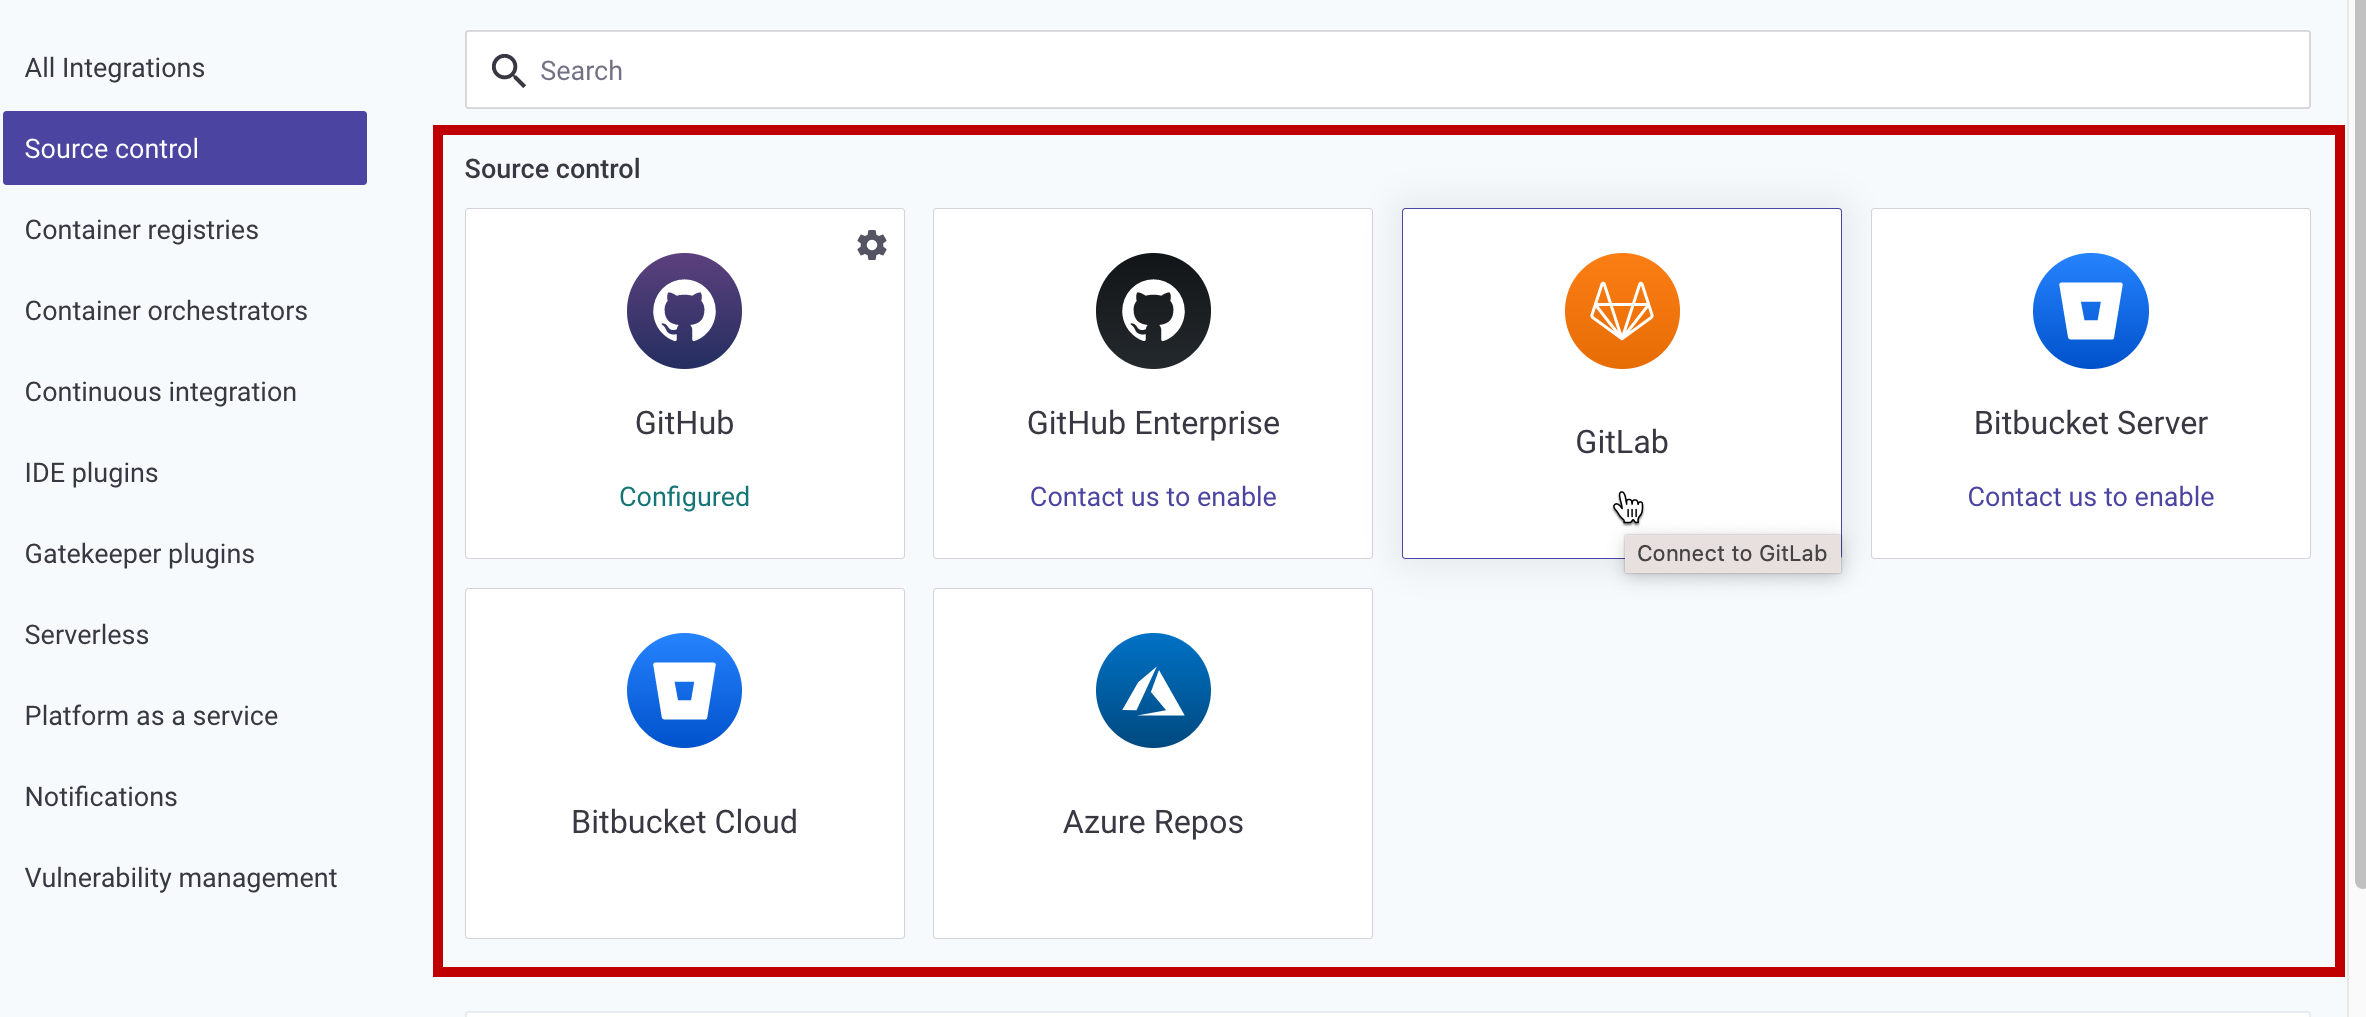 All Integrations
Source control
Container registries
Container orchestrators
Continuous integration
IDE plugins
Gatekeeper plugins
Serverless
Platform as a service
Notifications
Vulnerability management
Search
Source control
GitHub
Configured
GitHub Enterprise
Contact us to enable
GitLab
Connect to GitLab
Bitbucket Server
Contact us to enable
Bitbucket Cloud
Azure Repos